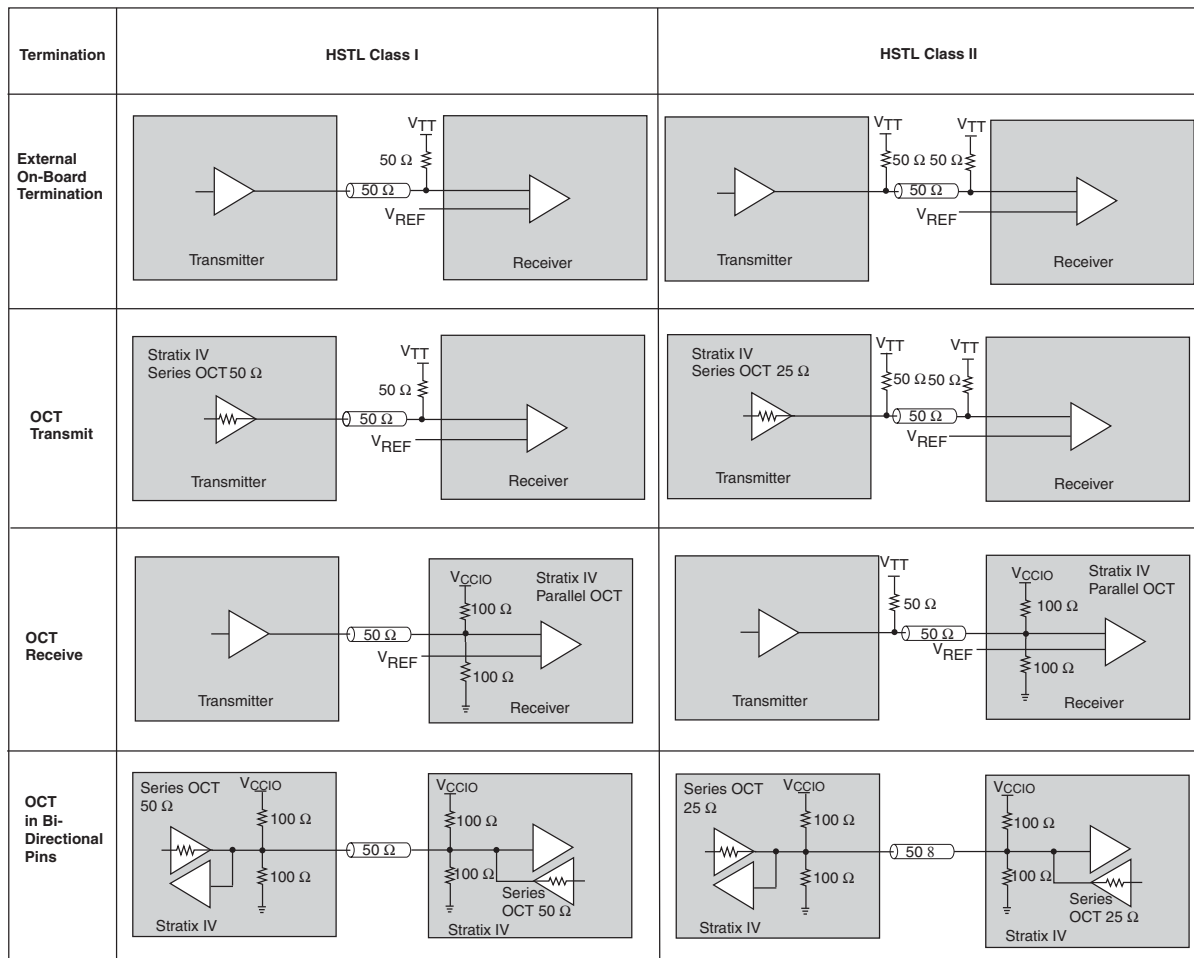 Termination
HSTL Class I
HSTL Class II
External
On-Board
Termination
VTT
50 Ω
50 Ω
VREF
Transmitter
Receiver
VTT
VTT
50 Ω 50 Ω
50 Ω
VREF
Transmitter
Receiver
OCT
Transmit
Stratix IV
Series OCT 50 Ω
VTT
50 Ω
50 Ω
VREF
Transmitter
Receiver
Stratix IV
Series OCT 25 Ω
VTT
VTT
50 Ω 50 Ω
50 Ω
VREF
Transmitter
Receiver
OCT
Receive
VCCIO
Stratix IV
Parallel OCT
100 Ω
50 Ω
VREF
100 Ω
Transmitter
Receiver
VTT
50 Ω
VCCIO
Stratix IV
Parallel OCT
100 Ω
50 Ω
VREF
100 Ω
Transmitter
Receiver
OCT
in Bi-
Directional
Pins
Series OCT
50 Ω
VCCIO
100 Ω
100 Ω
Stratix IV
50 Ω
VCCIO
100 Ω
100 Ω
Series
OCT 50 Ω
Stratix IV
Series OCT
25 Ω
VCCIO
100 Ω
100 Ω
Stratix IV
50 8
VCCIO
100 Ω
100 Ω
Series
OCT 25 Ω
Stratix IV